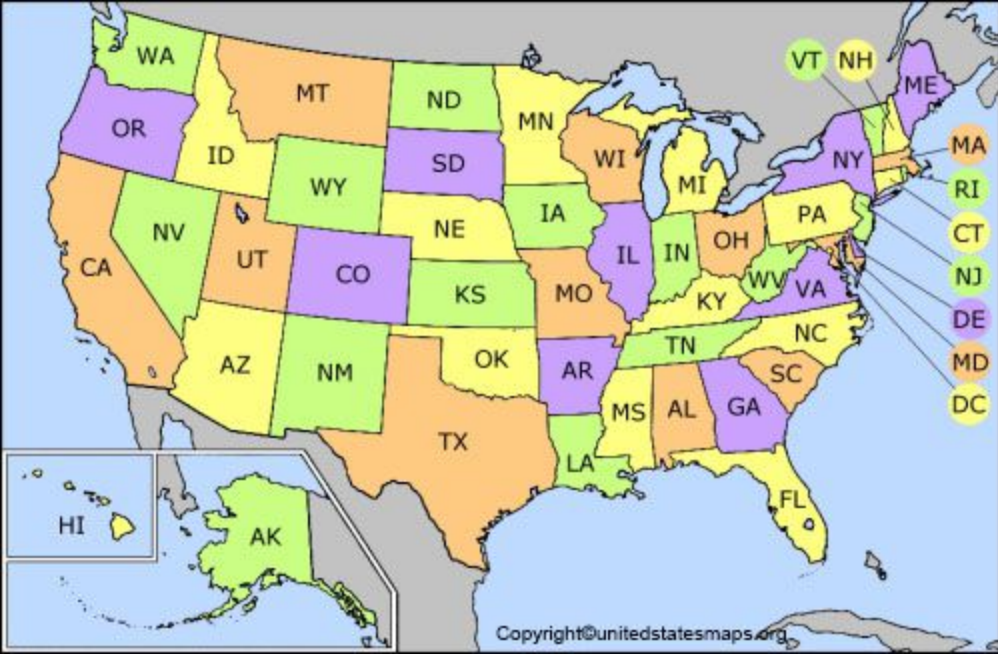 WA
MT
ND
MN
VT
NH
ME
OR
ID
WY
SD
WI
MI
NY
MA
RI
CT
NJ
DE
MD
DC
NV
NE
IA
PA
CA
UT
CO
KS
MO
IL
IN
OH
WV
VA
KY
NC
TN
AZ
NM
OK
AR
SC
MS
AL
GA
TX
LA
FL
HI
AK
Copyright©unitedstatesmaps.org